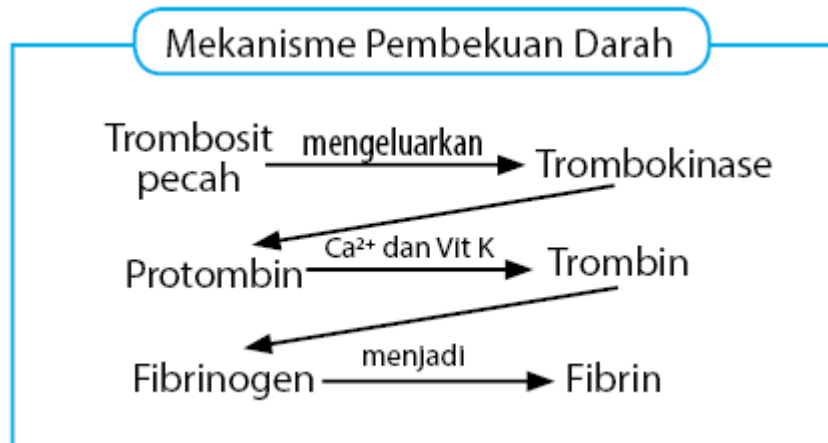 Mekanisme Pembekuan Darah
Trombosit mengeluarkan
pecah Trombokinase
Ca²⁺ dan Vit K
Protombin Trombin
menjadi
Fibrinogen Fibrin